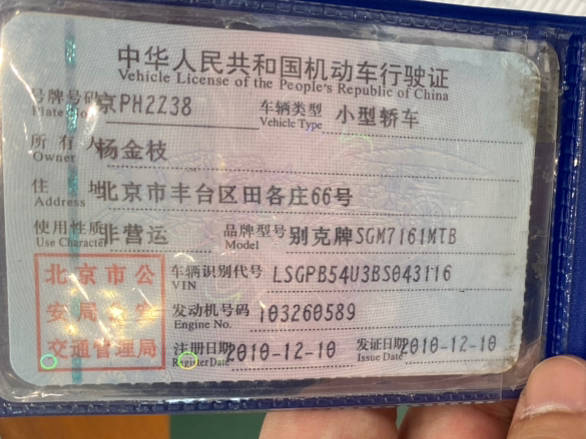 中华人民共和国机动车行驶证
Vehicle License of the People's Republic of China
号牌号码 京PH2Z38 车辆类型 小型轿车
Plate No. Vehicle Type
所有人 杨金枝
Owner
住址 北京市丰台区田各庄66号
Address
使用性质 非营运 品牌型号 别克牌SGM7161MTB
Use Character Model
车辆识别代号 LSGPB54U3BS043116
VIN
发动机号码 103260589
Engine No.
注册日期 2010-12-10 发证日期 2010-12-10
Register Date Issue Date
北京市公
安局公安
交通管理局